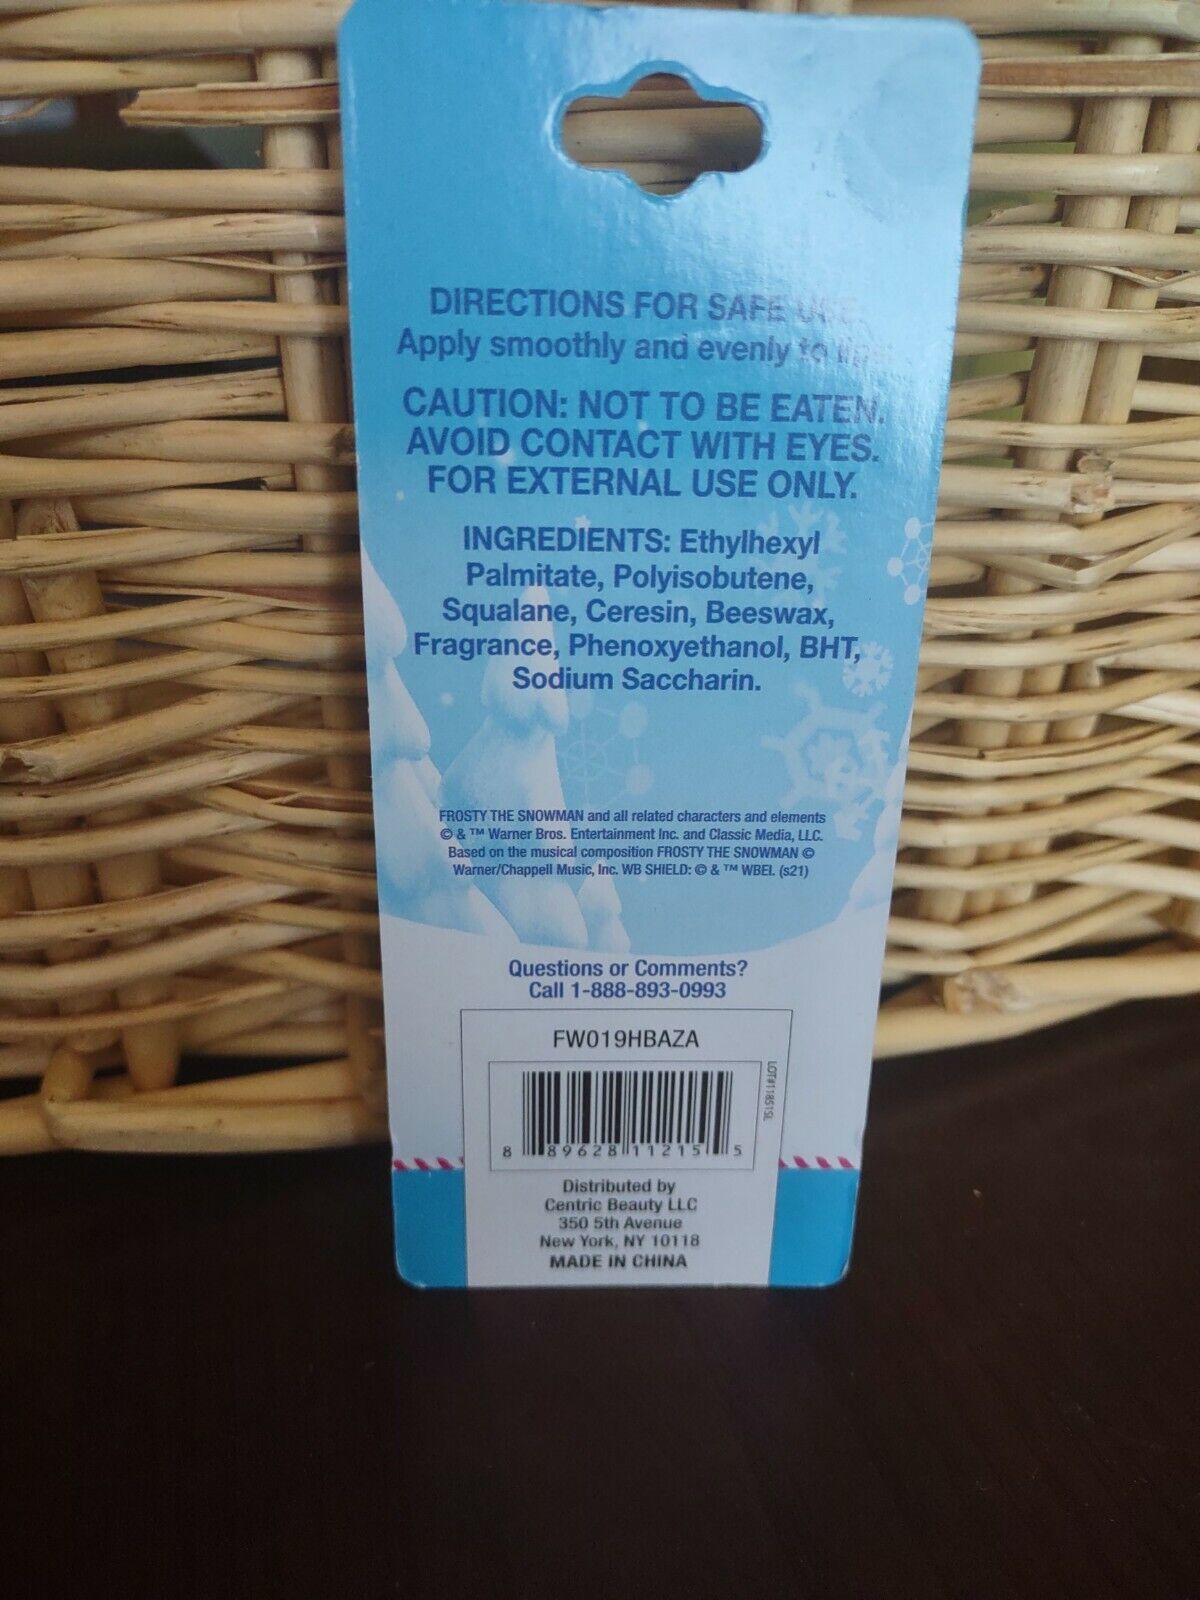 DIRECTIONS FOR SAFE USE:
Apply smoothly and evenly to lips.
CAUTION: NOT TO BE EATEN.
AVOID CONTACT WITH EYES.
FOR EXTERNAL USE ONLY.
INGREDIENTS: Ethylhexyl
Palmitate, Polyisobutene,
Squalane, Ceresin, Beeswax,
Fragrance, Phenoxyethanol, BHT,
Sodium Saccharin.
FROSTY THE SNOWMAN and all related characters and elements
© & ™ Warner Bros. Entertainment Inc. and Classic Media, LLC.
Based on the musical composition FROSTY THE SNOWMAN ©
Warner/Chappell Music, Inc. WB SHIELD: © & ™ WBEI. (s21)
Questions or Comments?
Call 1-888-893-0993
FW019HBAZA
LOT#11851SL
8 89628 11215 5
Distributed by
Centric Beauty LLC
350 5th Avenue
New York, NY 10118
MADE IN CHINA